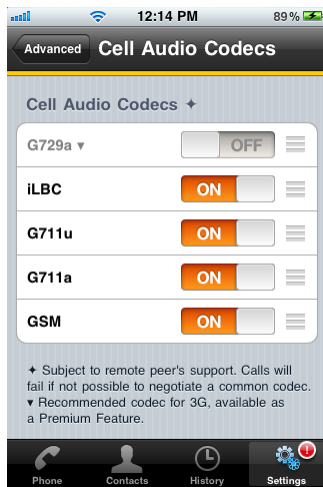 12:14 PM 89%
Advanced Cell Audio Codecs
Cell Audio Codecs ✦
G729a ▾ OFF
iLBC ON
G711u ON
G711a ON
GSM ON
✦ Subject to remote peer's support. Calls will
fail if not possible to negotiate a common codec.
▾ Recommended codec for 3G, available as
a Premium Feature.
Phone Contacts History Settings